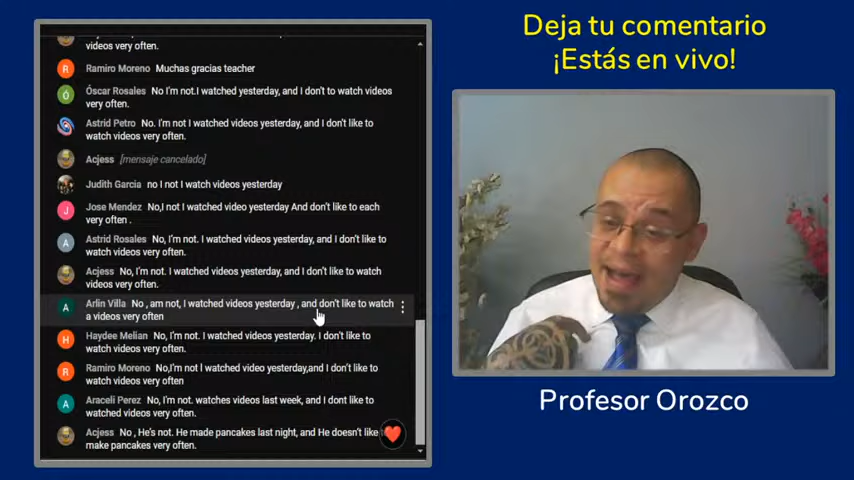 videos very often.
Ramiro Moreno Muchas gracias teacher
Óscar Rosales No I'm not.I watched yesterday, and I don't to watch videos
very often.
Astrid Petro No. I'm not I watched videos yesterday, and I don't like to
watch videos very often.
Acjess [mensaje cancelado]
Judith Garcia no I not I watch videos yesterday
Jose Mendez No,I not I watched video yesterday And don't like to each
very often .
Astrid Rosales No, I'm not. I watched videos yesterday, and I don't like to
watch videos very often.
Acjess No, I'm not. I watched videos yesterday, and I don't like to watch
videos very often.
Arlin Villa No , am not, I watched videos yesterday , and don't like to watch
a videos very often
Haydee Melian No, I'm not. I watched videos yesterday. I don't like to
watch videos very often.
Ramiro Moreno No,I'm not I watched video yesterday,and I don't like to
watch videos very often
Araceli Perez No, I'm not. watches videos last week, and I dont like to
watched videos very often.
Acjess No , He's not. He made pancakes last night, and He doesn't like
make pancakes very often.
Deja tu comentario
¡Estás en vivo!
Profesor Orozco
R
A
J
A
A
H
R
A